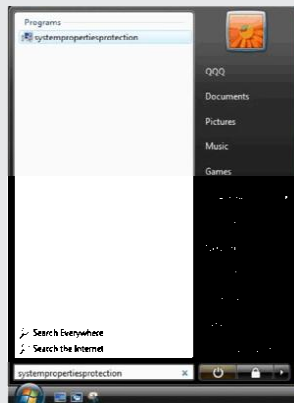 Programs
systempropertiesprotection
QQQ
Documents
Pictures
Music
Games
Search Everywhere
Search the Internet
systempropertiesprotection